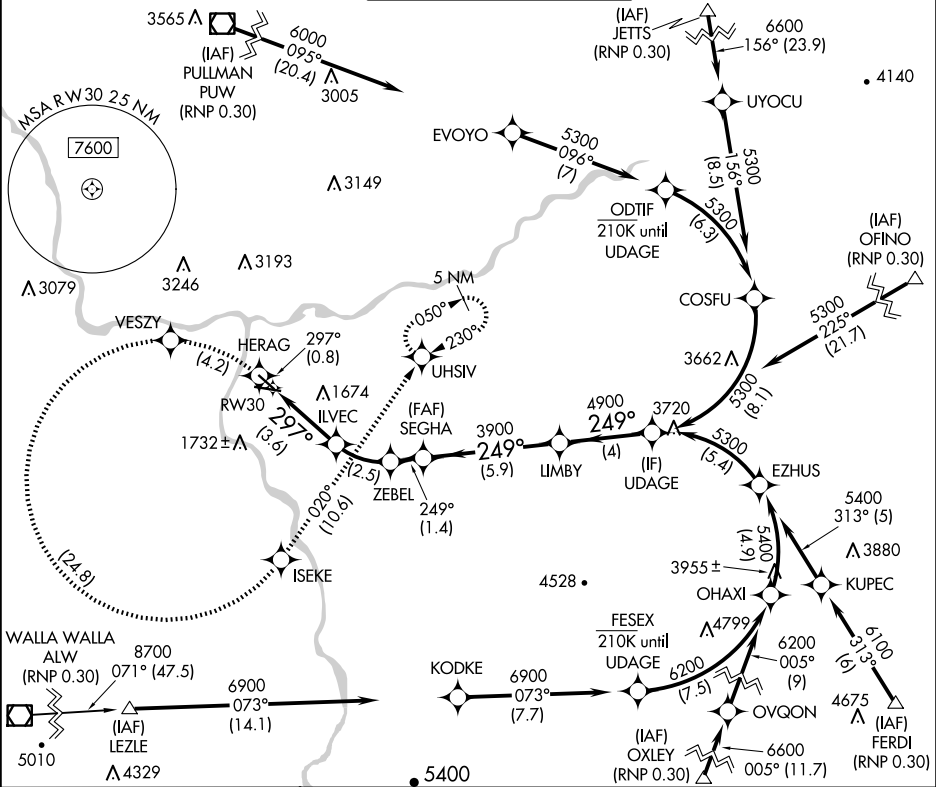 3565
(IAF)
PULLMAN
PUW
(RNP 0.30)
6000
095°
(20.4)
3005
(IAF)
JETTS
(RNP 0.30)
6600
156° (23.9)
4140
UYOCU
MSA RW30 25 NM
7600
EVOYO
5300
096°
(7)
5300
156°
(8.5)
3149
ODTIF
210K until
UDAGE
5300
(6.3)
(IAF)
OFINO
(RNP 0.30)
3079
3246
3193
5 NM
050°
230°
UHSIV
COSFU
5300
225°
(21.7)
VESZY
(4.2)
HERAG
297°
(0.8)
RW30
1674
ILVEC
3662
5300
(8.1)
297°
(3.6)
1732±
(FAF)
SEGHA
3900
249°
(5.9)
4900
249°
(4)
3720
LIMBY
(IF)
UDAGE
5300
(5.4)
EZHUS
(2.5)
ZEBEL
249°
(1.4)
020°
(10.6)
5400
313° (5)
5400
(4.9)
3880
(24.8)
ISEKE
4528
3955±
OHAXI
KUPEC
WALLA WALLA
ALW
(RNP 0.30)
8700
071° (47.5)
FESEX
210K until
UDAGE
4799
6200
005°
(9)
6100
313°
(6)
6900
073°
(14.1)
KODKE
6900
073°
(7.7)
6200
(7.5)
OVQON
4675
(IAF)
FERDI
(RNP 0.30)
(IAF)
LEZLE
5010
4329
5400
(IAF)
OXLEY
(RNP 0.30)
6600
005° (11.7)